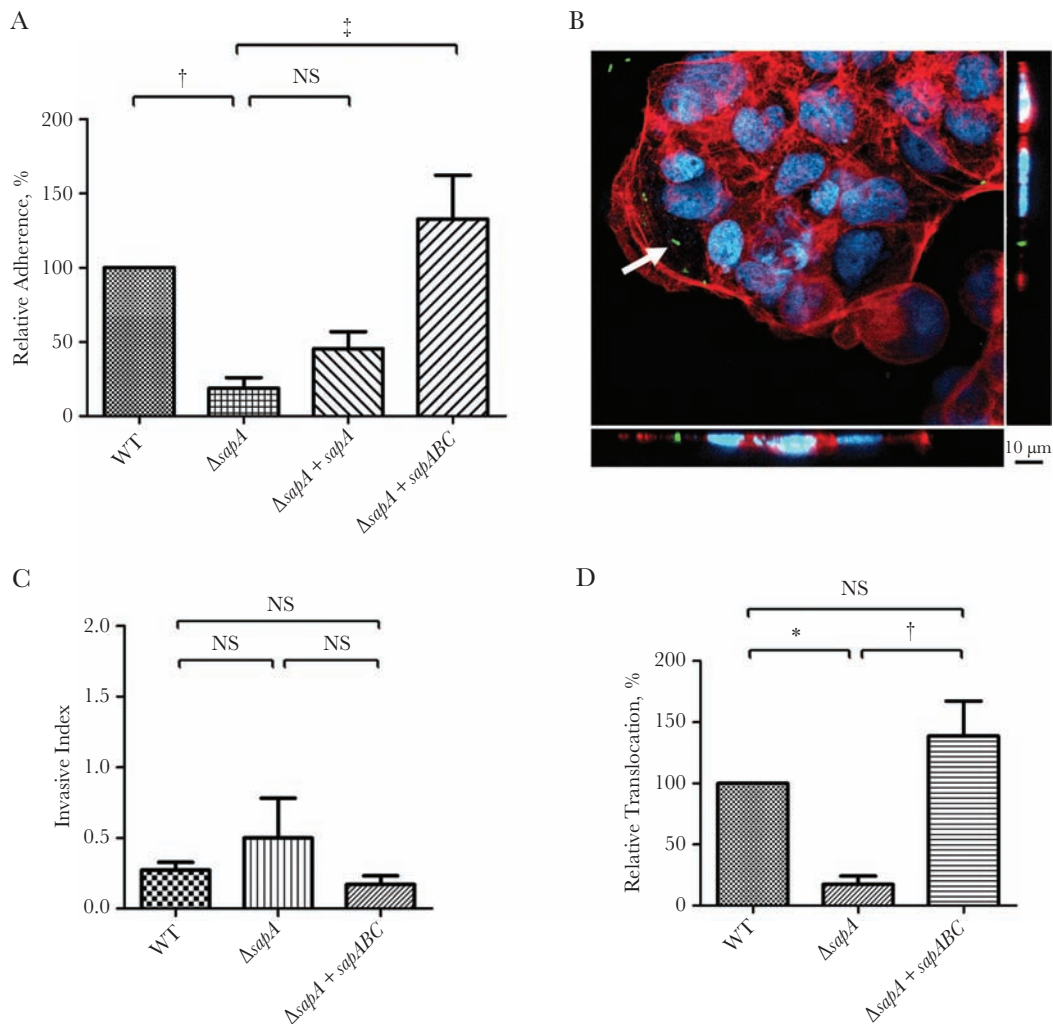 A
‡
†
NS
Relative Adherence, %
200
150
100
50
0
WT
ΔsapA
ΔsapA + sapA
ΔsapA + sapABC
B
10 μm
C
NS
NS
NS
Invasive Index
2.0
1.5
1.0
0.5
0.0
WT
ΔsapA
ΔsapA + sapABC
D
NS
*
†
Relative Translocation, %
200
150
100
50
0
WT
ΔsapA
ΔsapA + sapABC